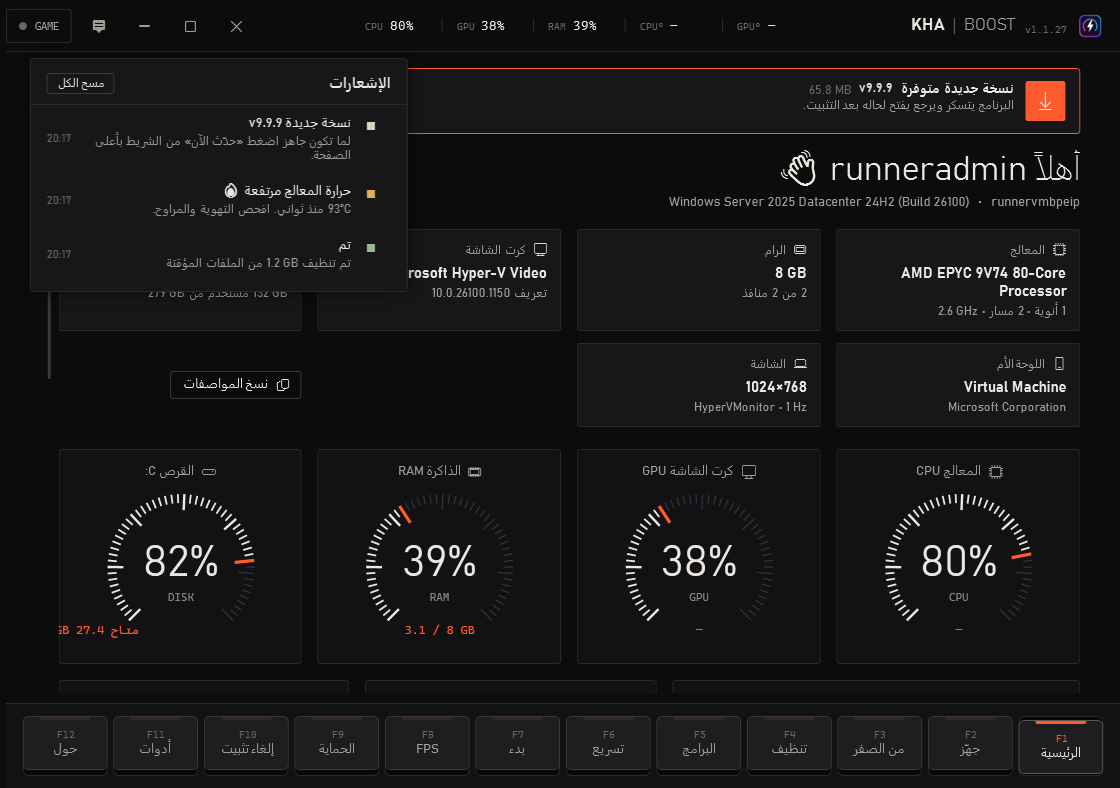 KHA | BOOST v1.1.27
CPU 80% GPU 38% RAM 39% CPU° — GPU° —
GAME
الإشعارات
مسح الكل
نسخة جديدة v9.9.9
لما تكون جاهز اضغط «حدّث الآن» من الشريط بأعلى
الصفحة.
20:17
حرارة المعالج مرتفعة
93°C منذ ثواني. افحص التهوية والمراوح.
20:17
تم
تم تنظيف 1.2 GB من الملفات المؤقتة
20:17
نسخة جديدة متوفرة v9.9.9 65.8 MB
البرنامج يتسكر ويرجع يفتح لحاله بعد التثبيت.
أهلاً runneradmin
Windows Server 2025 Datacenter 24H2 (Build 26100) • runnervmbpeip
المعالج
AMD EPYC 9V74 80-Core
Processor
1 أنوية • 2 مسار • 2.6 GHz
الرام
8 GB
2 من 2 منافذ
كرت الشاشة
rosoft Hyper-V Video
تعريف 10.0.26100.1150
132 GB مستخدم من 279 GB
اللوحة الأم
Virtual Machine
Microsoft Corporation
الشاشة
1024×768
HyperVMonitor • 1 Hz
نسخ المواصفات
المعالج CPU
80%
CPU
—
كرت الشاشة GPU
38%
GPU
—
الذاكرة RAM
39%
RAM
3.1 / 8 GB
القرص C:
82%
DISK
متاح 27.4 GB
F1
الرئيسية
F2
جهّز
F3
من الصفر
F4
تنظيف
F5
البرامج
F6
تسريع
F7
بدء
F8
FPS
F9
الحماية
F10
إلغاء تثبيت
F11
أدوات
F12
حول